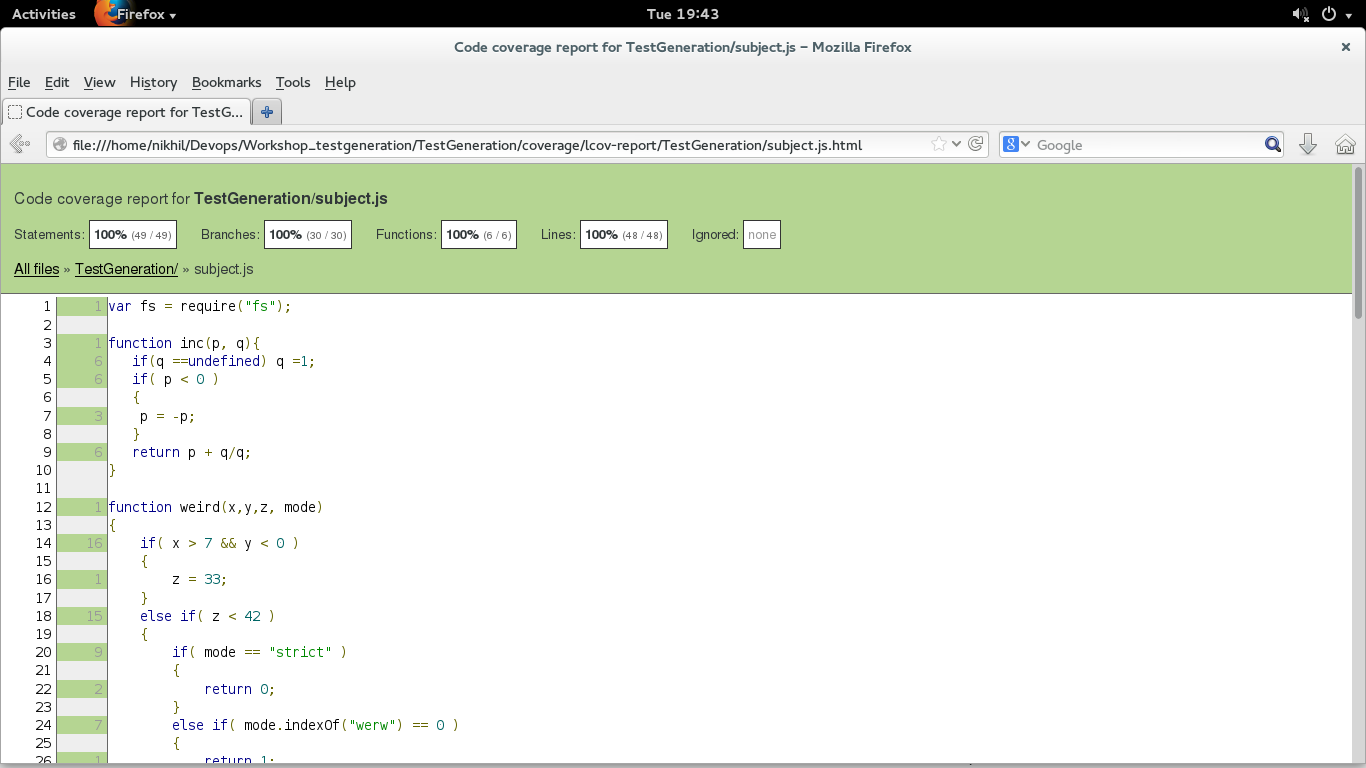 Activities Firefox Tue 19:43
Code coverage report for TestGeneration/subject.js – Mozilla Firefox ×
File Edit View History Bookmarks Tools Help
Code coverage report for TestG... +
file:///home/nikhil/Devops/Workshop_testgeneration/TestGeneration/coverage/lcov-report/TestGeneration/subject.js.html 8 Google
Code coverage report for TestGeneration/subject.js
Statements: 100% (49 / 49) Branches: 100% (30 / 30) Functions: 100% (6 / 6) Lines: 100% (48 / 48) Ignored: none
All files » TestGeneration/ » subject.js
1 1 var fs = require("fs");
2
3 1 function inc(p, q){
4 6 if(q ==undefined) q =1;
5 6 if( p < 0 )
6 {
7 3 p = -p;
8 }
9 6 return p + q/q;
10 }
11
12 1 function weird(x,y,z, mode)
13 {
14 16 if( x > 7 && y < 0 )
15 {
16 1 z = 33;
17 }
18 15 else if( z < 42 )
19 {
20 9 if( mode == "strict" )
21 {
22 2 return 0;
23 }
24 7 else if( mode.indexOf("werw") == 0 )
25 {
26 1 return 1;